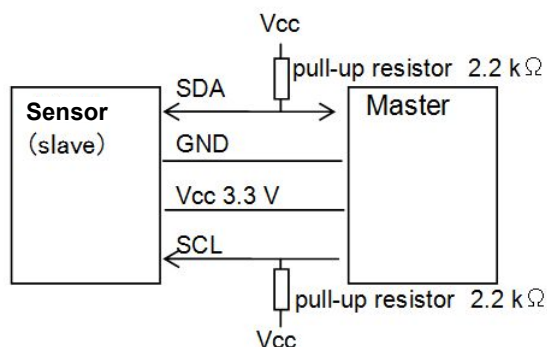 Vcc
pull-up resistor 2.2 kΩ
SDA
Sensor
(slave)
Master
GND
Vcc 3.3 V
SCL
pull-up resistor 2.2 kΩ
Vcc